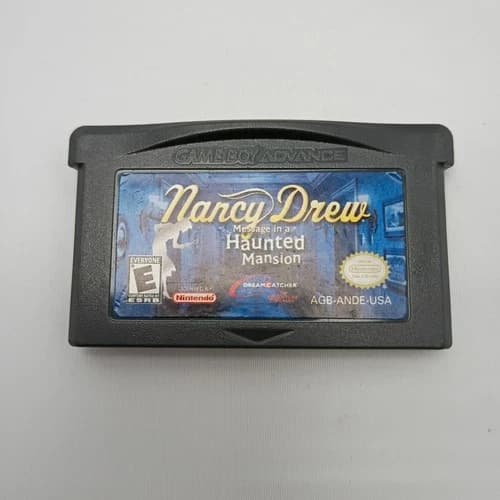 GAME BOY ADVANCE
Nancy Drew
Message in a
Haunted
Mansion
EVERYONE
E
ESRB
Nintendo
DREAMCATCHER
AGB-ANDE-USA